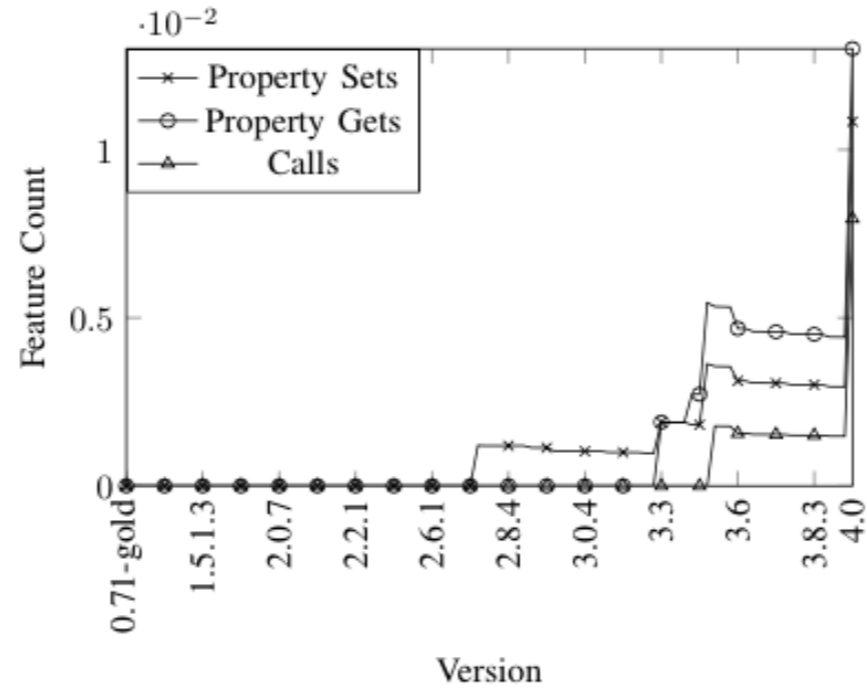 ·10⁻²
Property Sets
Property Gets
Calls
1
0.5
0
Feature Count
0.71-gold
1.5.1.3
2.0.7
2.2.1
2.6.1
2.8.4
3.0.4
3.3
3.6
3.8.3
4.0
Version